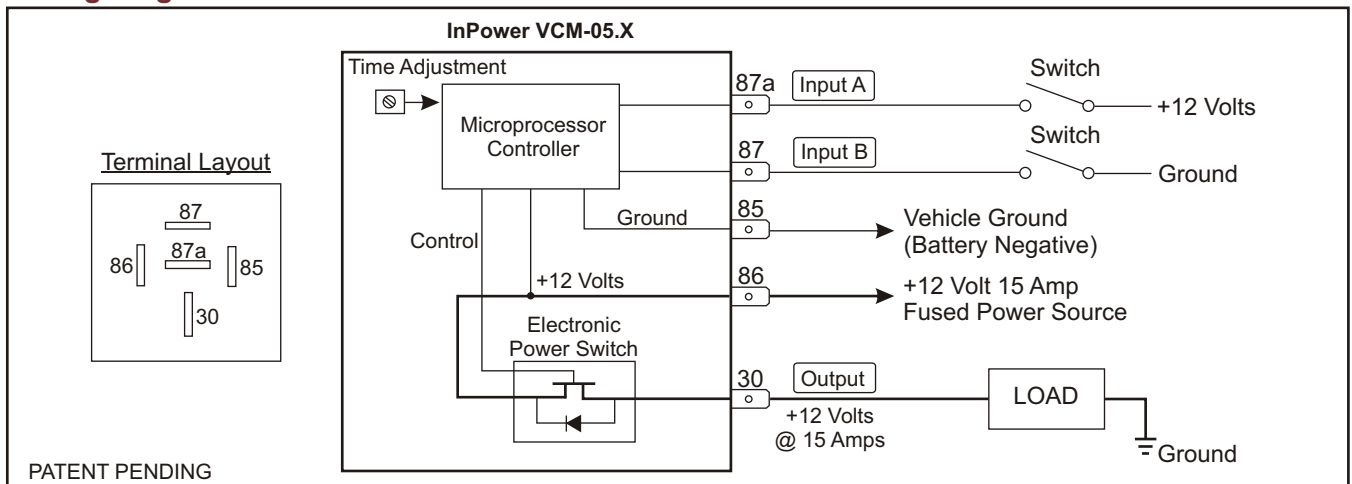 InPower VCM-05.X
Time Adjustment
Microprocessor
Controller
87a
Input A
Switch
+12 Volts
87
Input B
Switch
Ground
Terminal Layout
87
86
87a
85
30
Ground
85
Vehicle Ground
(Battery Negative)
Control
+12 Volts
86
+12 Volt 15 Amp
Fused Power Source
Electronic
Power Switch
30
Output
+12 Volts
@ 15 Amps
LOAD
Ground
PATENT PENDING